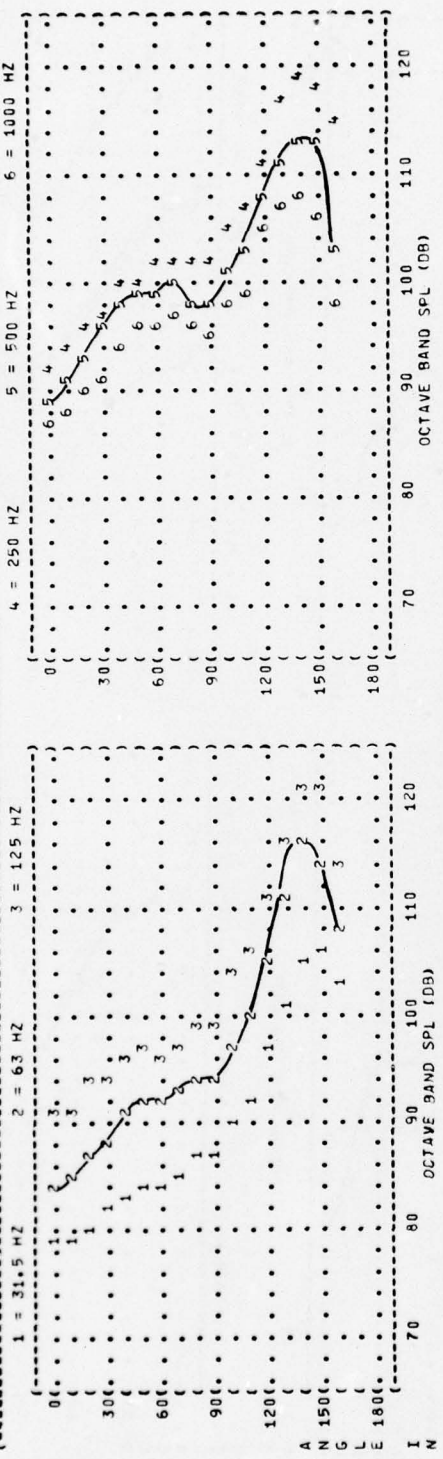 1 = 31.5 HZ 2 = 63 HZ 3 = 125 HZ
0
30
60
90
120
150
180
70 80 90 100 110 120
OCTAVE BAND SPL (DB)
ANGLE
IN
4 = 250 HZ 5 = 500 HZ 6 = 1000 HZ
0
30
60
90
120
150
180
70 80 90 100 110 120
OCTAVE BAND SPL (DB)